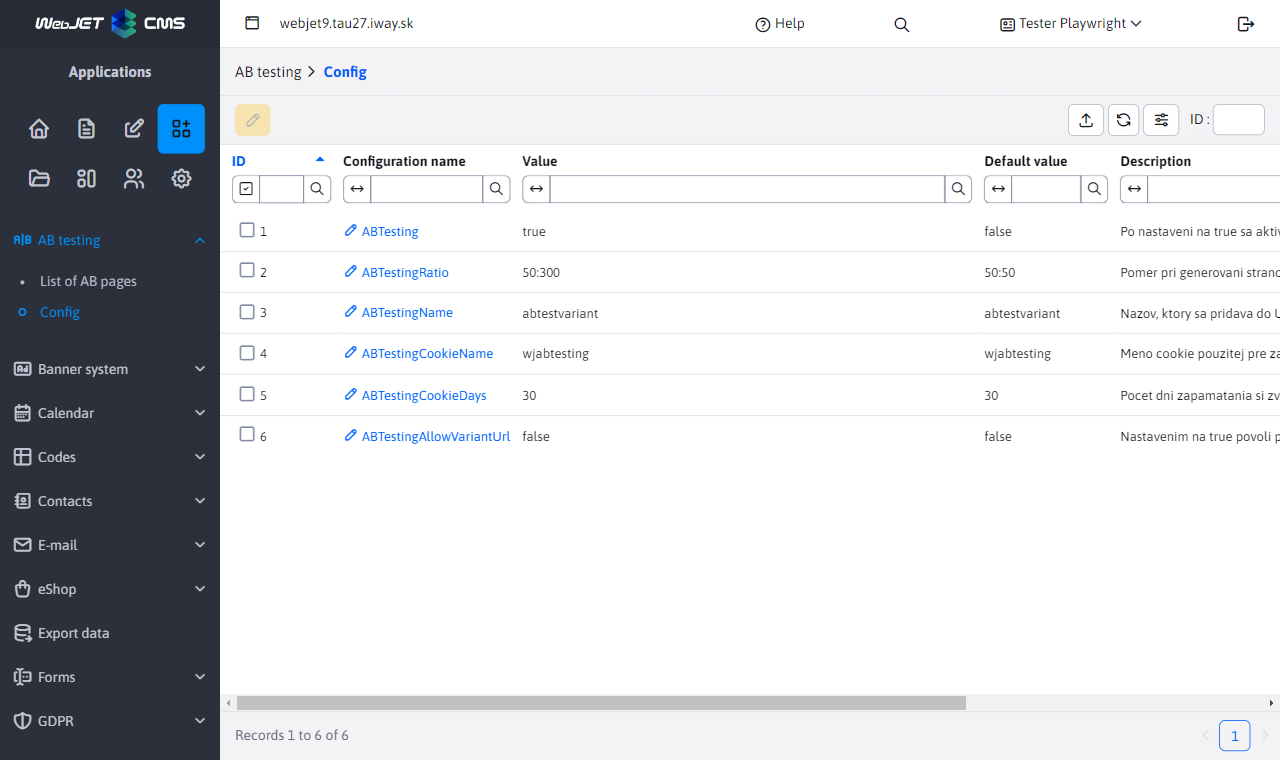 WebJET CMS
webjet9.tau27.iway.sk
Help
Tester Playwright
Applications
AB testing
List of AB pages
Config
Banner system
Calendar
Codes
Contacts
E-mail
eShop
Export data
Forms
GDPR
AB testing Config
ID :
ID Configuration name Value Default value Description
1 ABTesting true false Po nastaveni na true sa
2 ABTestingRatio 50:300 50:50 Pomer pri generovani
3 ABTestingName abtestvariant abtestvariant Nazov, ktory sa pridava do
4 ABTestingCookieName wjabtesting wjabtesting Meno cookie pouzitej pre
5 ABTestingCookieDays 30 30 Pocet dni zapamatania si
6 ABTestingAllowVariantUrl false false Nastavenim na true povoli
Records 1 to 6 of 6
1